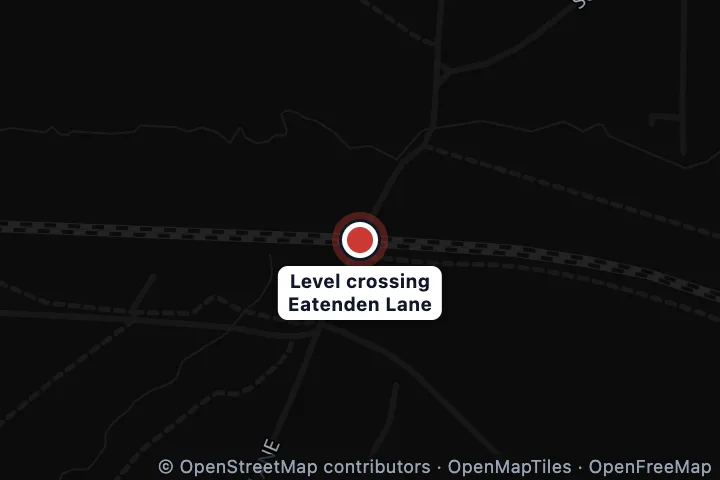 Level crossing
Eatenden Lane
© OpenStreetMap contributors · OpenMapTiles · OpenFreeMap